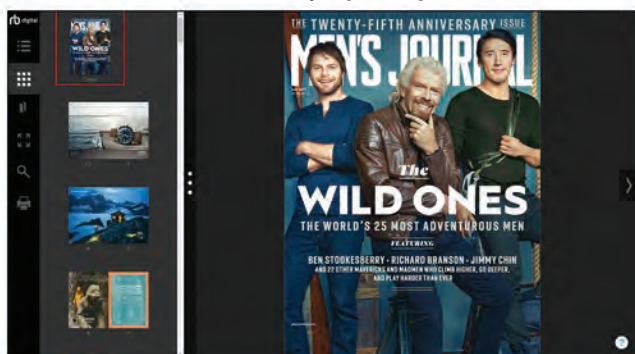 rb digital
THE TWENTY-FIFTH ANNIVERSARY ISSUE
MEN'S JOURNAL
The
WILD ONES
THE WORLD'S 25 MOST ADVENTUROUS MEN
FEATURING
BEN STOOKESBERRY • RICHARD BRANSON • JIMMY CHIN
AND 22 OTHER MAVERICKS AND MADMEN WHO CLIMB HIGHER, GO DEEPER,
AND PLAY HARDER THAN EVER
WILD ONES